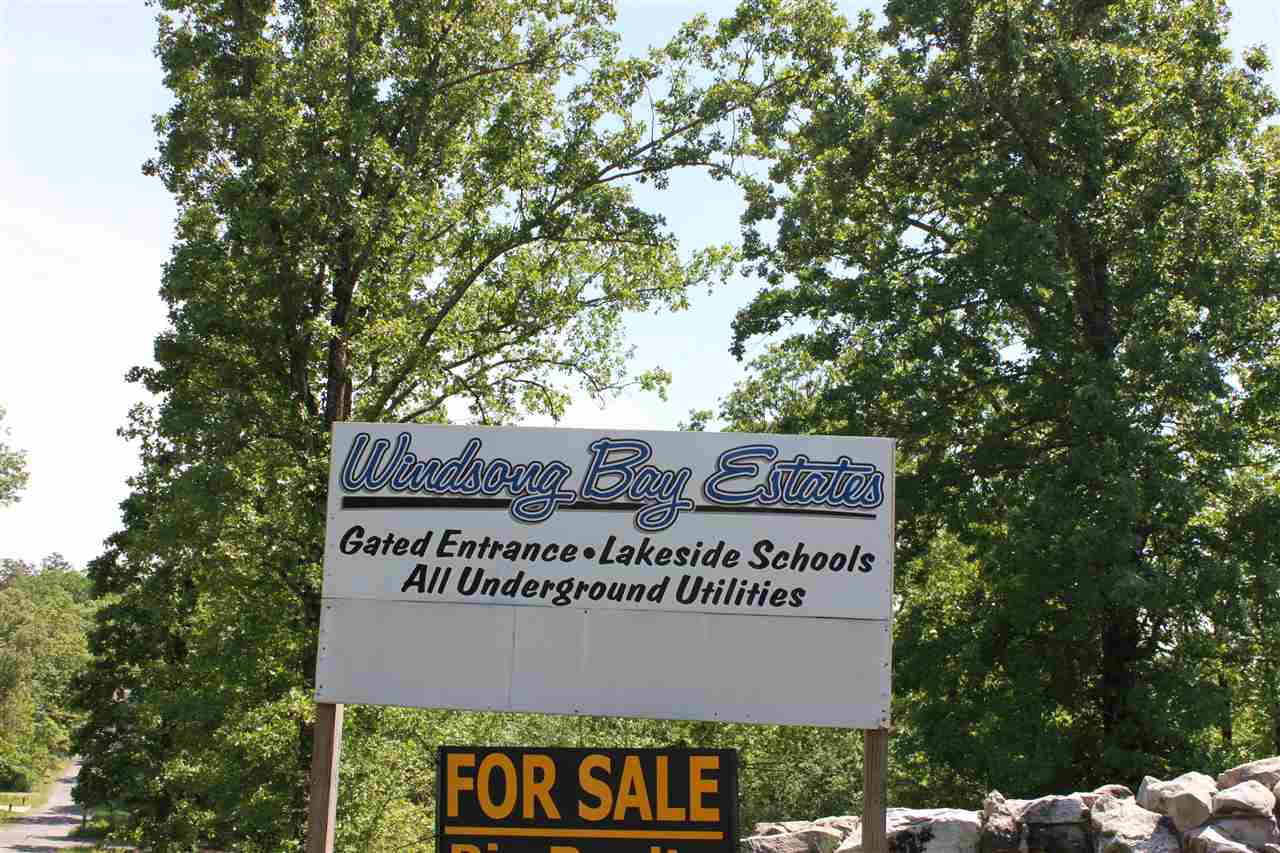 Windsong Bay Estates
Gated Entrance • Lakeside Schools
All Underground Utilities
FOR SALE